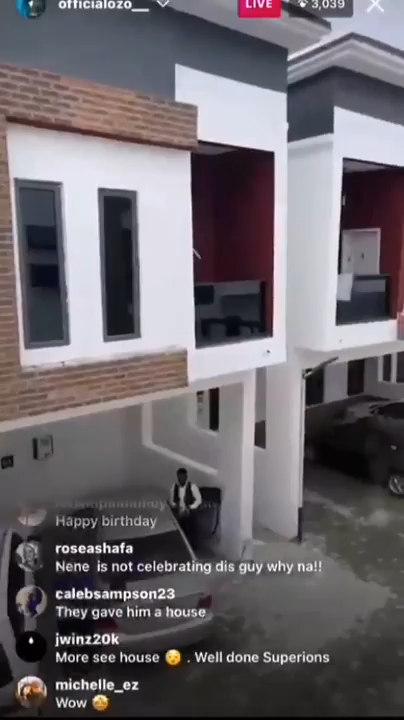 officialozo__
LIVE
3,039
Happy birthday
roseashafa
Nene is not celebrating dis guy why na!!
calebsampson23
They gave him a house
jwinz20k
More see house 😧 . Well done Superions
michelle_ez
Wow 🤩